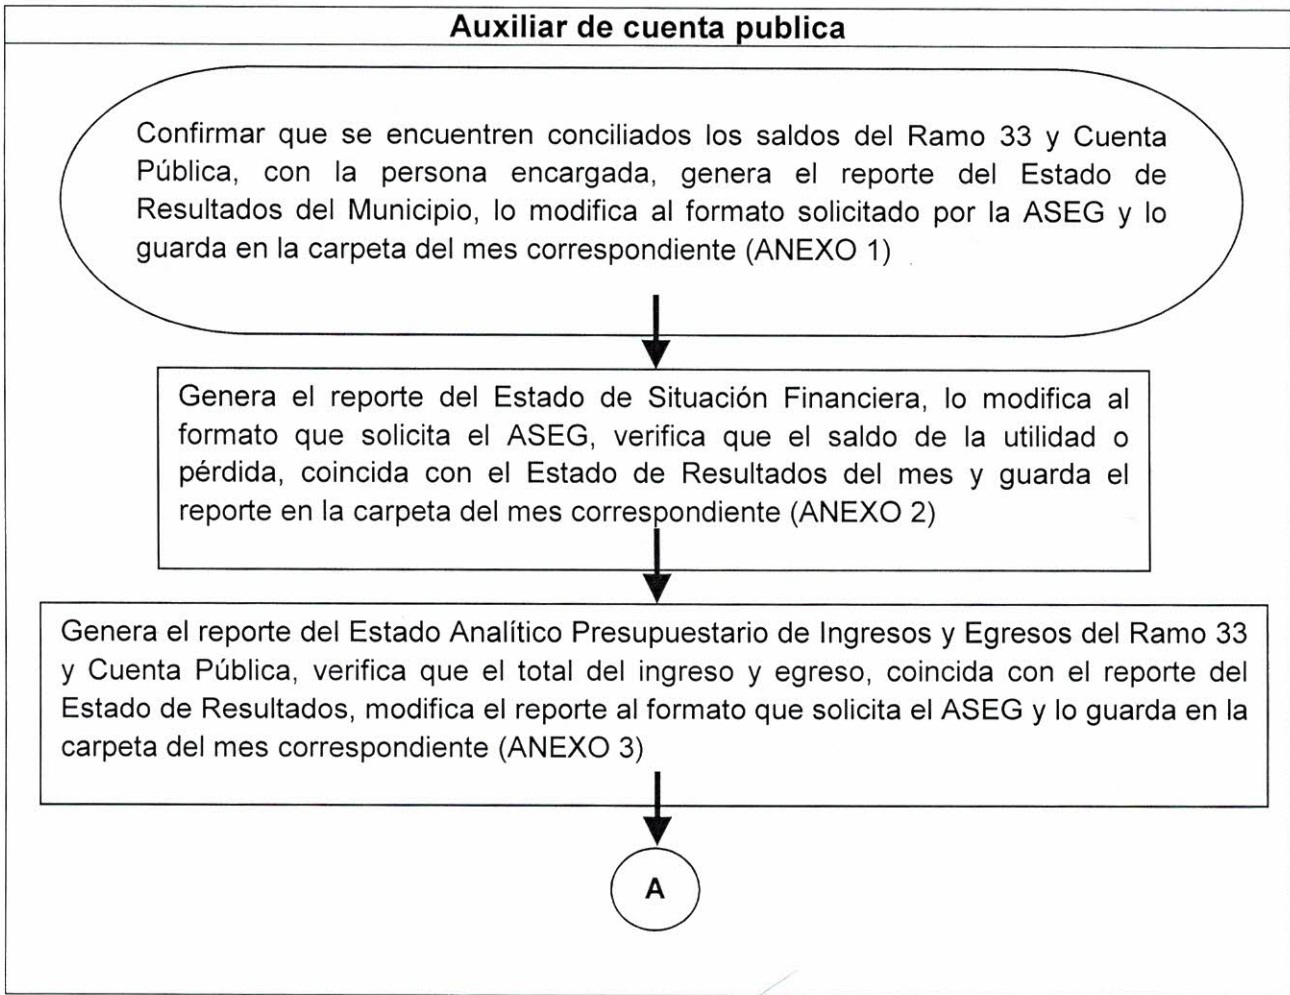 Auxiliar de cuenta publica
Confirmar que se encuentren conciliados los saldos del Ramo 33 y Cuenta
Pública, con la persona encargada, genera el reporte del Estado de
Resultados del Municipio, lo modifica al formato solicitado por la ASEG y lo
guarda en la carpeta del mes correspondiente (ANEXO 1)
Genera el reporte del Estado de Situación Financiera, lo modifica al
formato que solicita el ASEG, verifica que el saldo de la utilidad o
pérdida, coincida con el Estado de Resultados del mes y guarda el
reporte en la carpeta del mes correspondiente (ANEXO 2)
Genera el reporte del Estado Analítico Presupuestario de Ingresos y Egresos del Ramo 33
y Cuenta Pública, verifica que el total del ingreso y egreso, coincida con el reporte del
Estado de Resultados, modifica el reporte al formato que solicita el ASEG y lo guarda en la
carpeta del mes correspondiente (ANEXO 3)
A